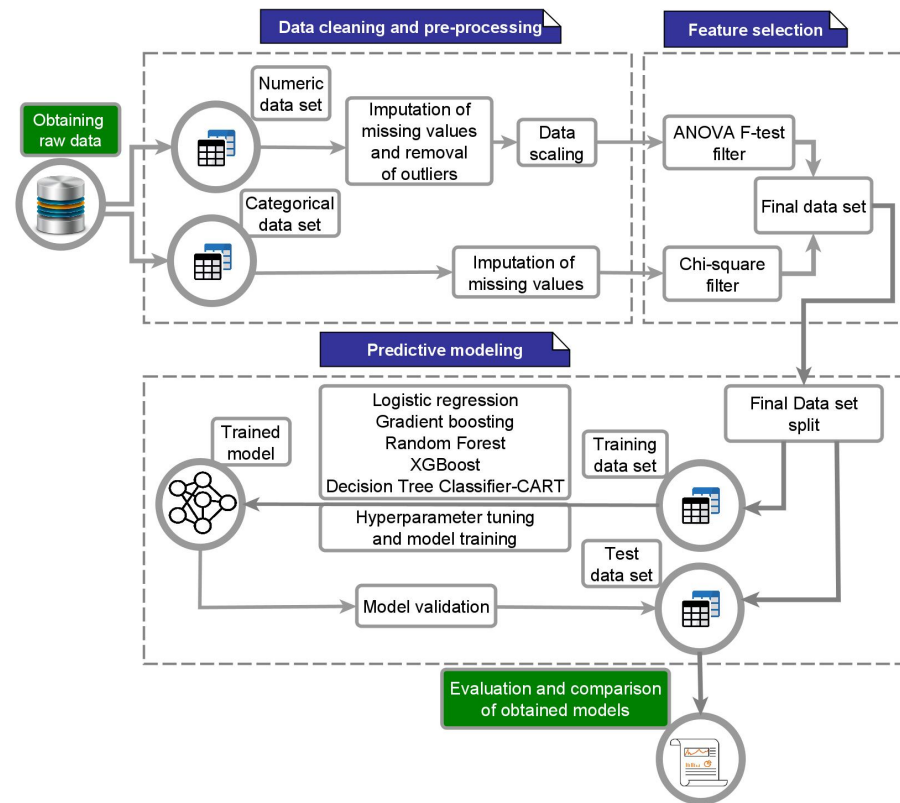 Data cleaning and pre-processing
Feature selection
Obtaining
raw data
Numeric
data set
Imputation of
missing values
and removal
of outliers
Data
scaling
ANOVA F-test
filter
Final data set
Categorical
data set
Imputation of
missing values
Chi-square
filter
Predictive modeling
Final Data set
split
Logistic regression
Gradient boosting
Random Forest
XGBoost
Decision Tree Classifier-CART
Hyperparameter tuning
and model training
Trained
model
Training
data set
Test
data set
Model validation
Evaluation and comparison
of obtained models